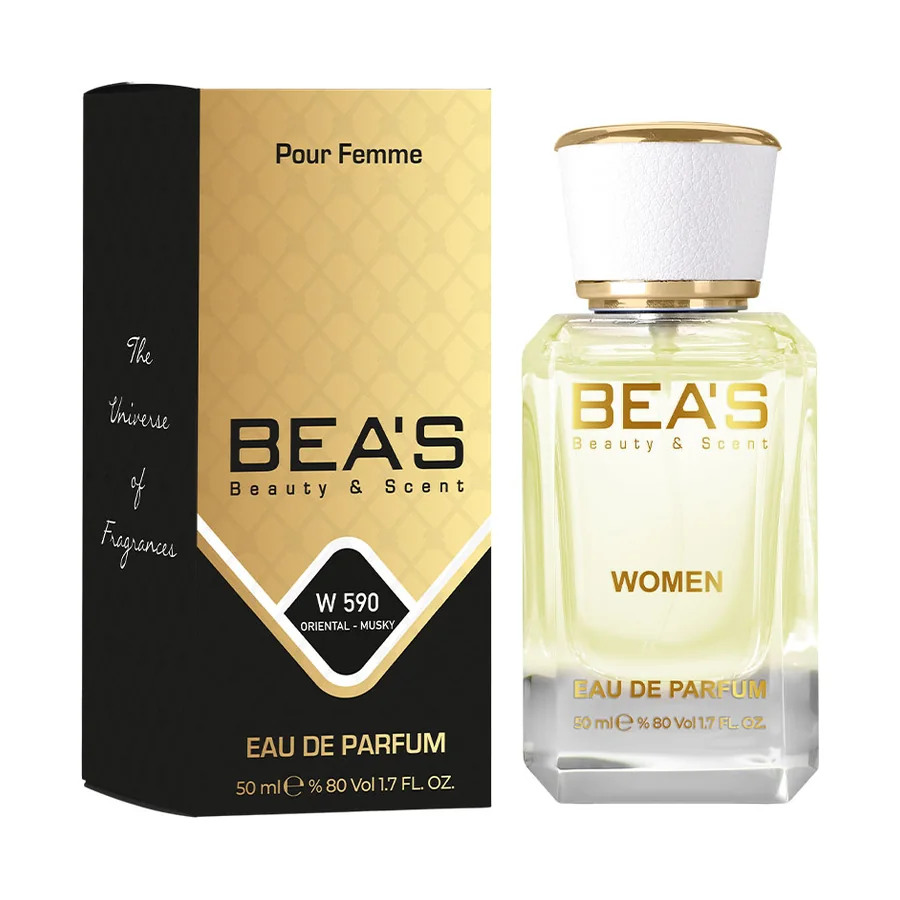 Pour Femme
The
Universe
of
Fragrances
BEA'S
Beauty & Scent
W 590
ORIENTAL - MUSKY
EAU DE PARFUM
50 ml ℮ % 80 Vol 1.7 FL. OZ.
BEA'S
Beauty & Scent
WOMEN
EAU DE PARFUM
50 ml ℮ % 80 Vol 1.7 FL. OZ.